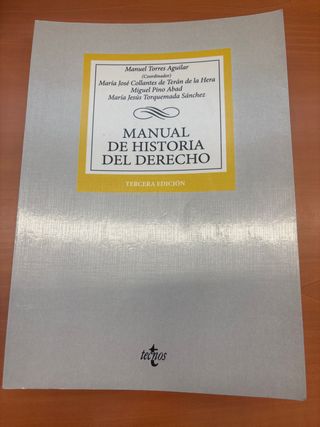 Manuel Torres Aguilar
(Coordinador)
María José Collantes de Terán de la Hera
Miguel Pino Abad
María Jesús Torquemada Sánchez
MANUAL
DE HISTORIA
DEL DERECHO
TERCERA EDICIÓN
tecnos